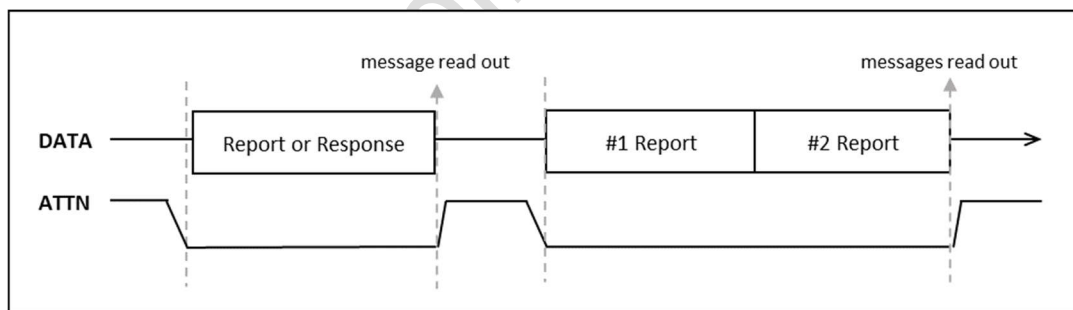 message read out
messages read out
DATA
Report or Response
#1 Report
#2 Report
ATTN